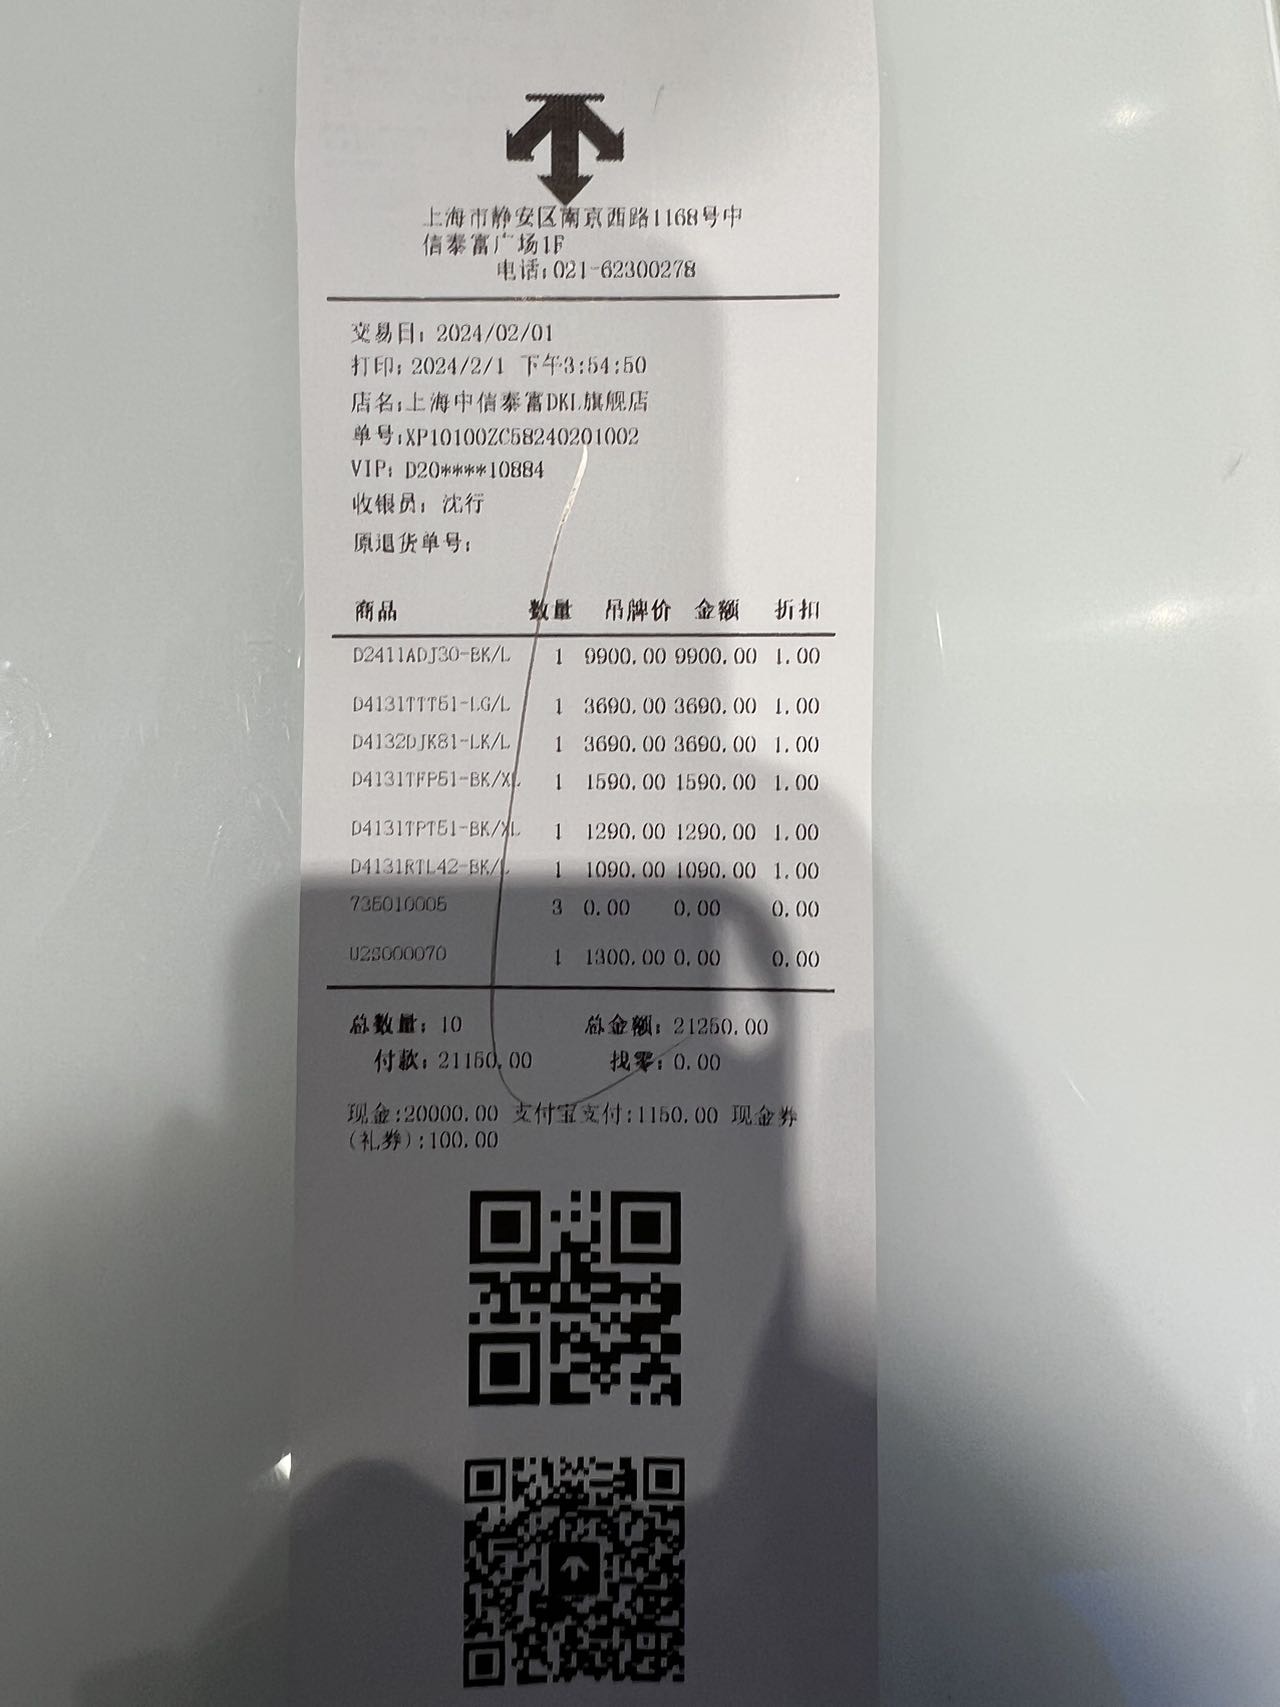 上海市静安区南京西路1168号中
信泰富广场1F
电话:021-62300278
交易日: 2024/02/01
打印: 2024/2/1 下午3:54:50
店名:上海中信泰富DKL旗舰店
单号:XP10100ZC58240201002
VIP: D20****10884
收银员: 沈行
原退货单号:
商品 数量 吊牌价 金额 折扣
D2411ADJ30-BK/L 1 9900.00 9900.00 1.00
D4131TTT51-LG/L 1 3690.00 3690.00 1.00
D4132DJK81-LK/L 1 3690.00 3690.00 1.00
D4131TFP51-BK/XL 1 1590.00 1590.00 1.00
D4131TPT51-BK/XL 1 1290.00 1290.00 1.00
D4131RTL42-BK/L 1 1090.00 1090.00 1.00
735010005 3 0.00 0.00 0.00
U2S000070 1 1300.00 0.00 0.00
总数量: 10 总金额: 21250.00
付款: 21150.00 找零: 0.00
现金:20000.00 支付宝支付:1150.00 现金券
(礼券):100.00